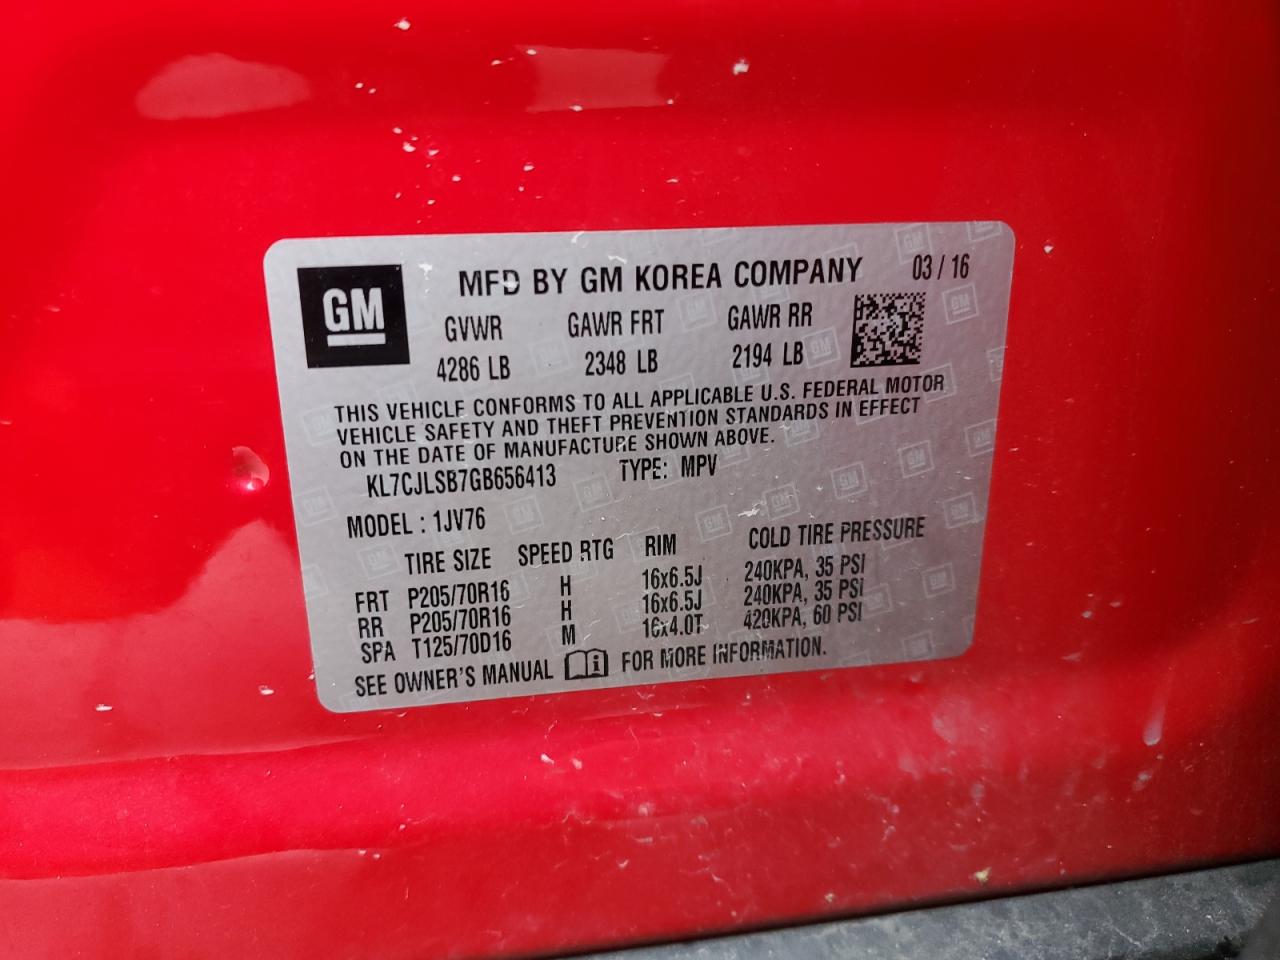 GM
MFD BY GM KOREA COMPANY 03 / 16
GVWR GAWR FRT GAWR RR
4286 LB 2348 LB 2194 LB
THIS VEHICLE CONFORMS TO ALL APPLICABLE U.S. FEDERAL MOTOR
VEHICLE SAFETY AND THEFT PREVENTION STANDARDS IN EFFECT
ON THE DATE OF MANUFACTURE SHOWN ABOVE.
KL7CJLSB7GB656413 TYPE: MPV
MODEL : 1JV76
TIRE SIZE SPEED RTG RIM COLD TIRE PRESSURE
FRT P205/70R16 H 16x6.5J 240KPA, 35 PSI
RR P205/70R16 H 16x6.5J 240KPA, 35 PSI
SPA T125/70D16 M 16x4.0T 420KPA, 60 PSI
SEE OWNER'S MANUAL i FOR MORE INFORMATION.